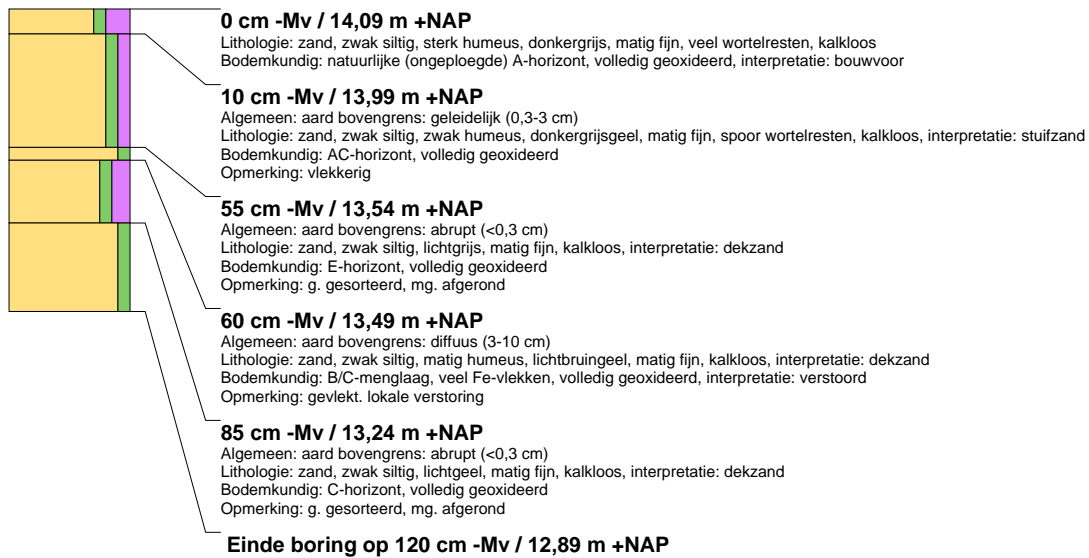 0 cm -Mv / 14,09 m +NAP
Lithologie: zand, zwak siltig, sterk humeus, donkergrijs, matig fijn, veel wortelresten, kalkloos
Bodemkundig: natuurlijke (ongeploegde) A-horizont, volledig geoxideerd, interpretatie: bouwvoor
10 cm -Mv / 13,99 m +NAP
Algemeen: aard bovengrens: geleidelijk (0,3-3 cm)
Lithologie: zand, zwak siltig, zwak humeus, donkergrijsgeel, matig fijn, spoor wortelresten, kalkloos, interpretatie: stuifzand
Bodemkundig: AC-horizont, volledig geoxideerd
Opmerking: vlekkerig
55 cm -Mv / 13,54 m +NAP
Algemeen: aard bovengrens: abrupt (<0,3 cm)
Lithologie: zand, zwak siltig, lichtgrijs, matig fijn, kalkloos, interpretatie: dekzand
Bodemkundig: E-horizont, volledig geoxideerd
Opmerking: g. gesorteerd, mg. afgerond
60 cm -Mv / 13,49 m +NAP
Algemeen: aard bovengrens: diffuus (3-10 cm)
Lithologie: zand, zwak siltig, matig humeus, lichtbruingeel, matig fijn, kalkloos, interpretatie: dekzand
Bodemkundig: B/C-menglaag, veel Fe-vlekken, volledig geoxideerd, interpretatie: verstoord
Opmerking: gevlekt. lokale verstoring
85 cm -Mv / 13,24 m +NAP
Algemeen: aard bovengrens: abrupt (<0,3 cm)
Lithologie: zand, zwak siltig, lichtgeel, matig fijn, kalkloos, interpretatie: dekzand
Bodemkundig: C-horizont, volledig geoxideerd
Opmerking: g. gesorteerd, mg. afgerond
Einde boring op 120 cm -Mv / 12,89 m +NAP